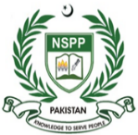 NSPP
PAKISTAN
KNOWLEDGE TO SERVE PEOPLE